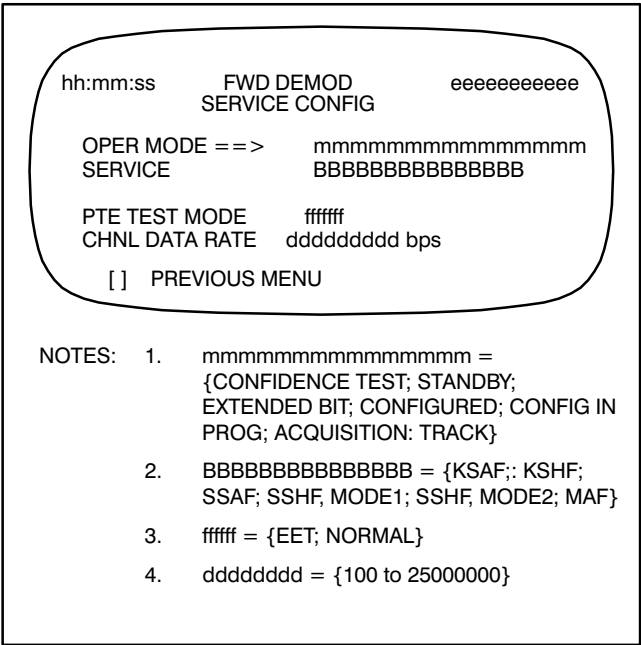 hh:mm:ss FWD DEMOD eeeeeeeeeee
SERVICE CONFIG
OPER MODE ==> mmmmmmmmmmmmmmm
SERVICE BBBBBBBBBBBBBBB
PTE TEST MODE fffffff
CHNL DATA RATE ddddddddd bps
[ ] PREVIOUS MENU
NOTES: 1. mmmmmmmmmmmmmmm =
{CONFIDENCE TEST; STANDBY;
EXTENDED BIT; CONFIGURED; CONFIG IN
PROG; ACQUISITION: TRACK}
2. BBBBBBBBBBBBBBB = {KSAF;: KSHF;
SSAF; SSHF, MODE1; SSHF, MODE2; MAF}
3. ffffff = {EET; NORMAL}
4. dddddddd = {100 to 25000000}